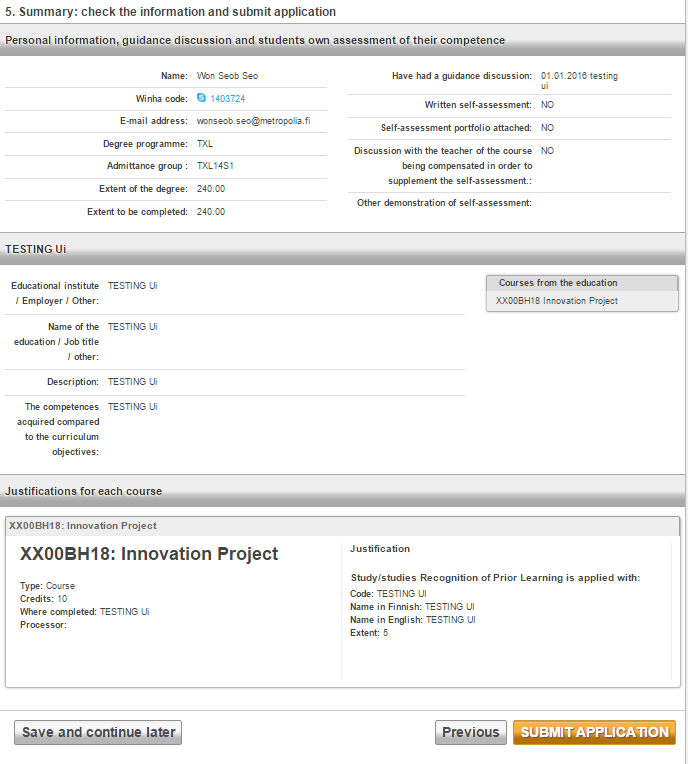 5. Summary: check the information and submit application
Personal information, guidance discussion and students own assessment of their competence
Name: Won Seob Seo
Winha code: 1403724
E-mail address: wonseob.seo@metropolia.fi
Degree programme: TXL
Admittance group : TXL14S1
Extent of the degree: 240.00
Extent to be completed: 240.00
Have had a guidance discussion: 01.01.2016 testing
ui
Written self-assessment: NO
Self-assessment portfolio attached: NO
Discussion with the teacher of the course NO
being compensated in order to
supplement the self-assessment.:
Other demonstration of self-assessment:
TESTING Ui
Educational institute TESTING Ui
/ Employer / Other:
Name of the TESTING Ui
education / Job title
/ other:
Description: TESTING Ui
The competences TESTING Ui
acquired compared
to the curriculum
objectives:
Courses from the education
XX00BH18 Innovation Project
Justifications for each course
XX00BH18: Innovation Project
XX00BH18: Innovation Project
Type: Course
Credits: 10
Where completed: TESTING Ui
Processor:
Justification
Study/studies Recognition of Prior Learning is applied with:
Code: TESTING UI
Name in Finnish: TESTING UI
Name in English: TESTING UI
Extent: 5
Save and continue later
Previous
SUBMIT APPLICATION